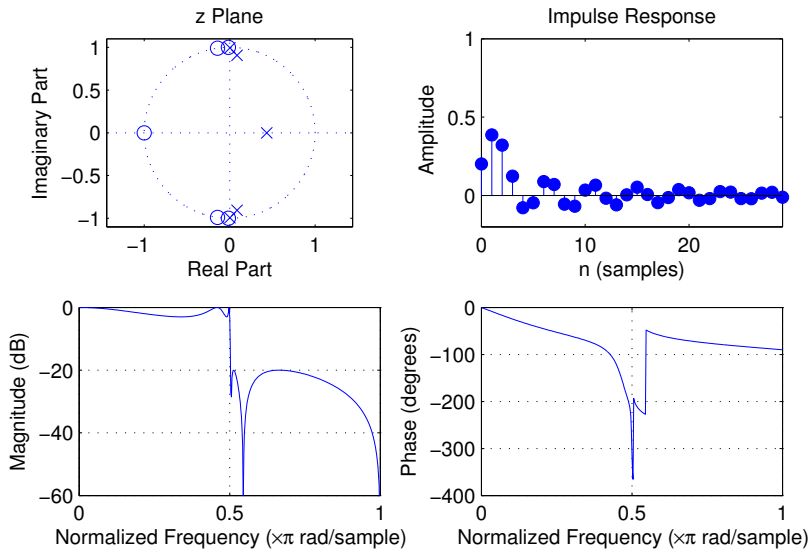 z Plane
1
0.5
0
−0.5
−1
−1
0
1
Imaginary Part
Real Part
Impulse Response
1
0.5
0
0
10
20
Amplitude
n (samples)
0
−20
−40
−60
0
0.5
1
Magnitude (dB)
Normalized Frequency (×π rad/sample)
0
−100
−200
−300
−400
0
0.5
1
Phase (degrees)
Normalized Frequency (×π rad/sample)